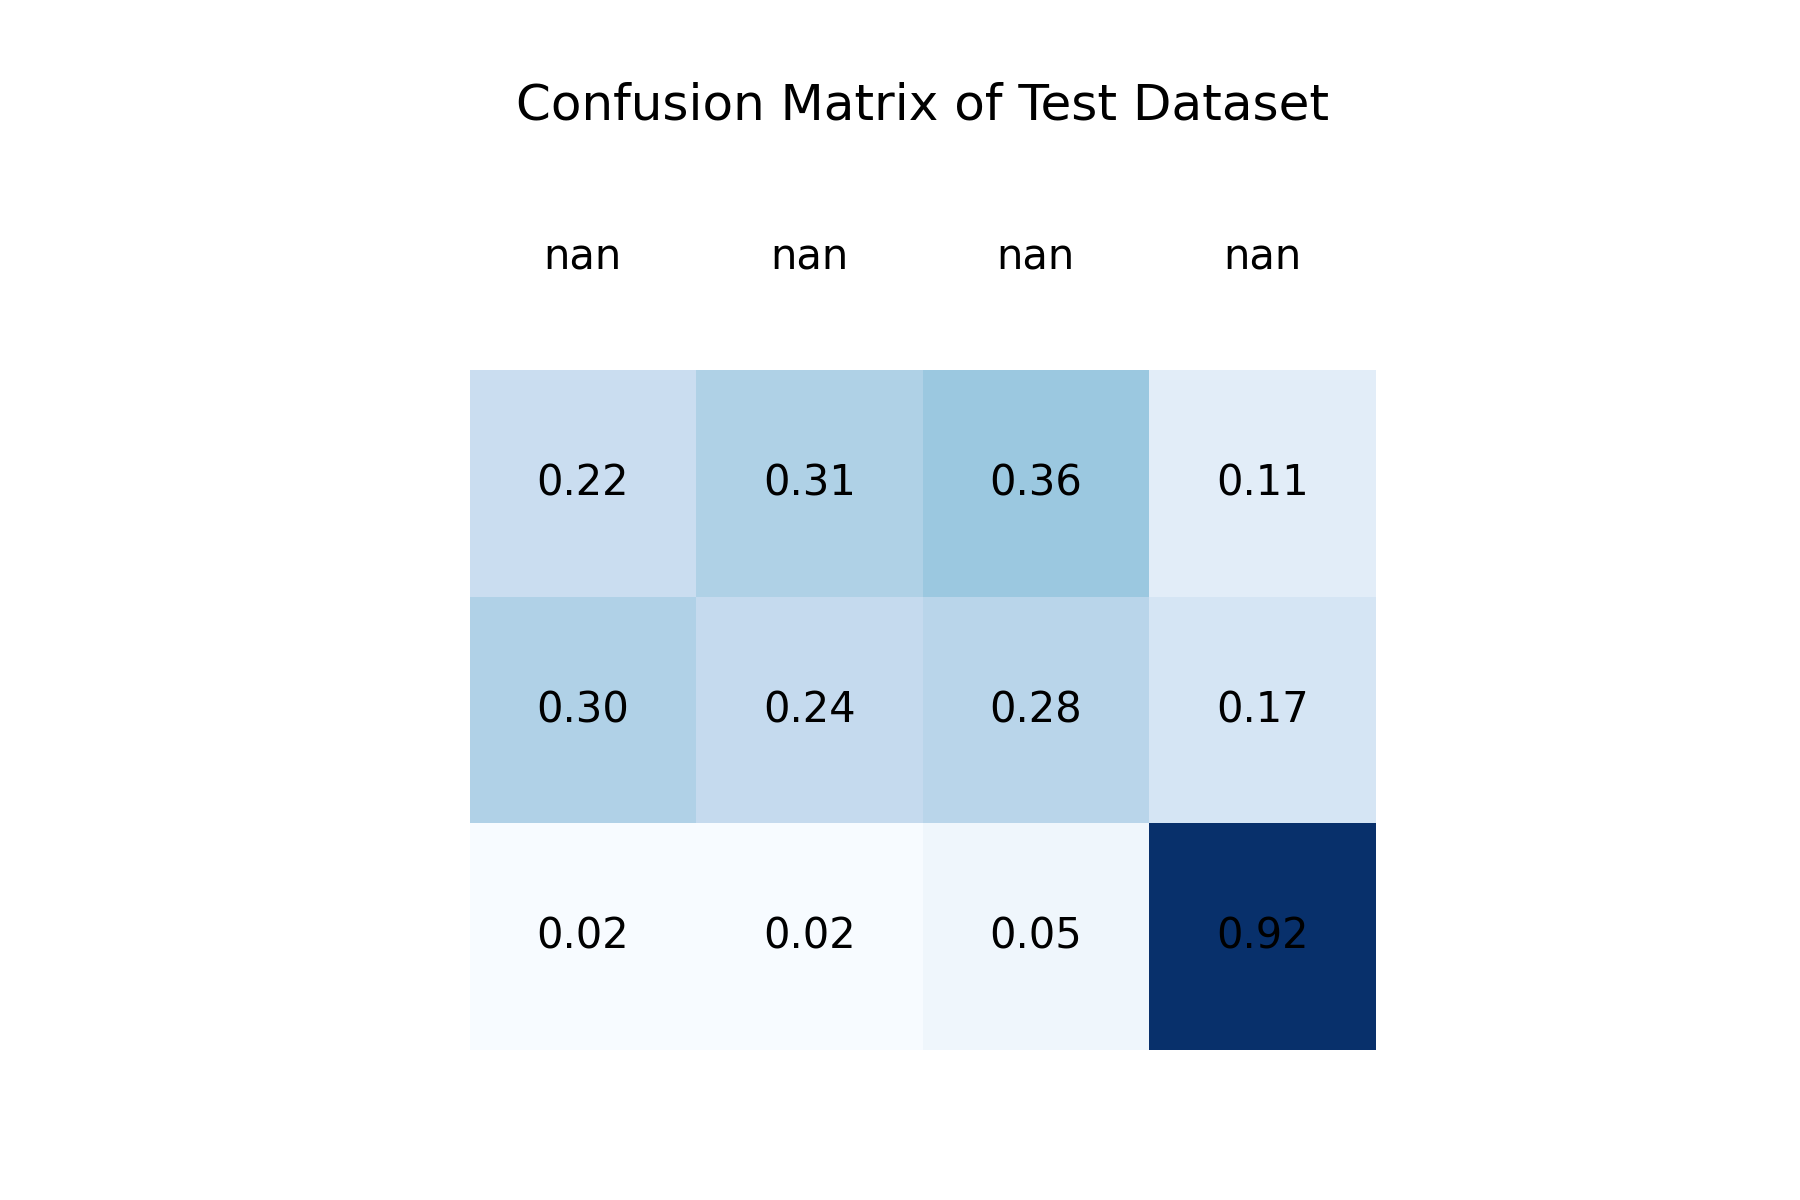 Confusion Matrix of Test Dataset
nan nan nan nan
0.22 0.31 0.36 0.11
0.30 0.24 0.28 0.17
0.02 0.02 0.05 0.92